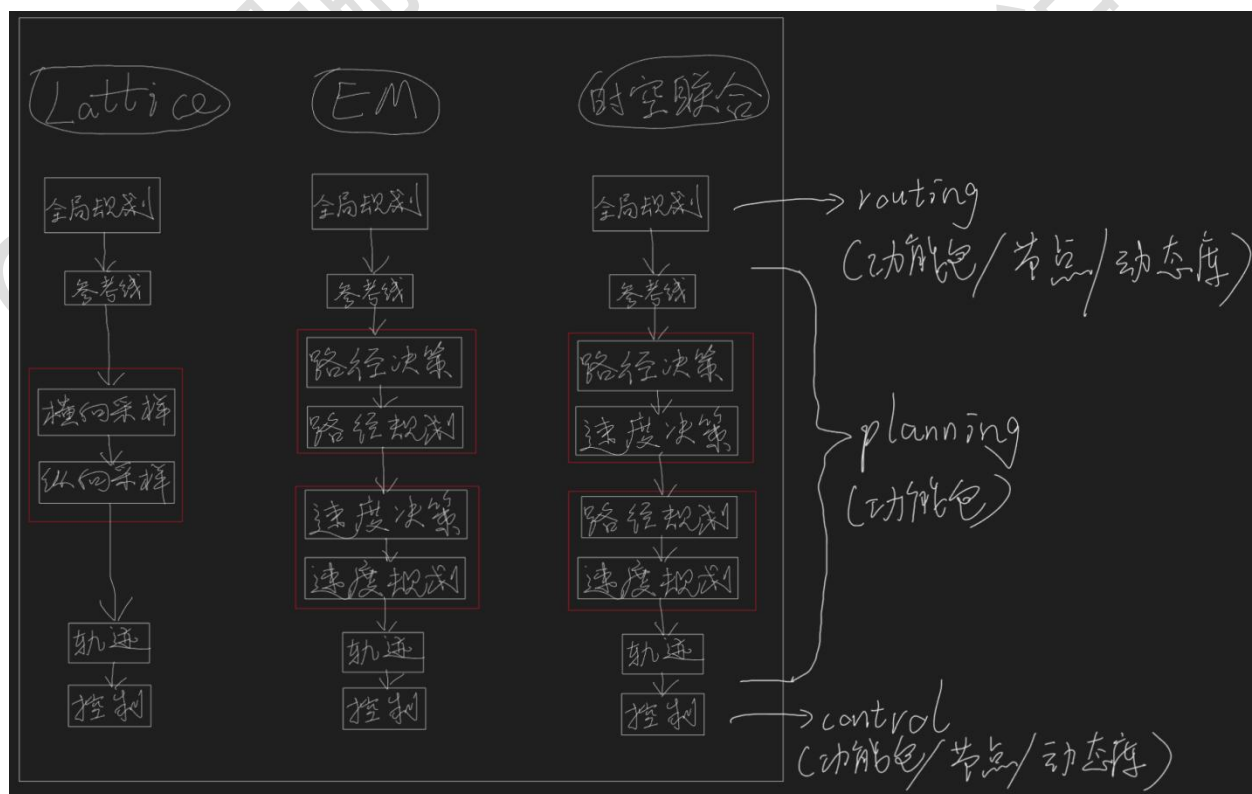 Lattice
全局规划
参考线
横向采样
纵向采样
轨迹
控制
EM
全局规划
参考线
路径决策
路径规划
速度决策
速度规划
轨迹
控制
时空联合
全局规划
参考线
路径决策
速度决策
路径规划
速度规划
轨迹
控制
routing
(功能包/节点/动态库)
planning
(功能包)
control
(功能包/节点/动态库)